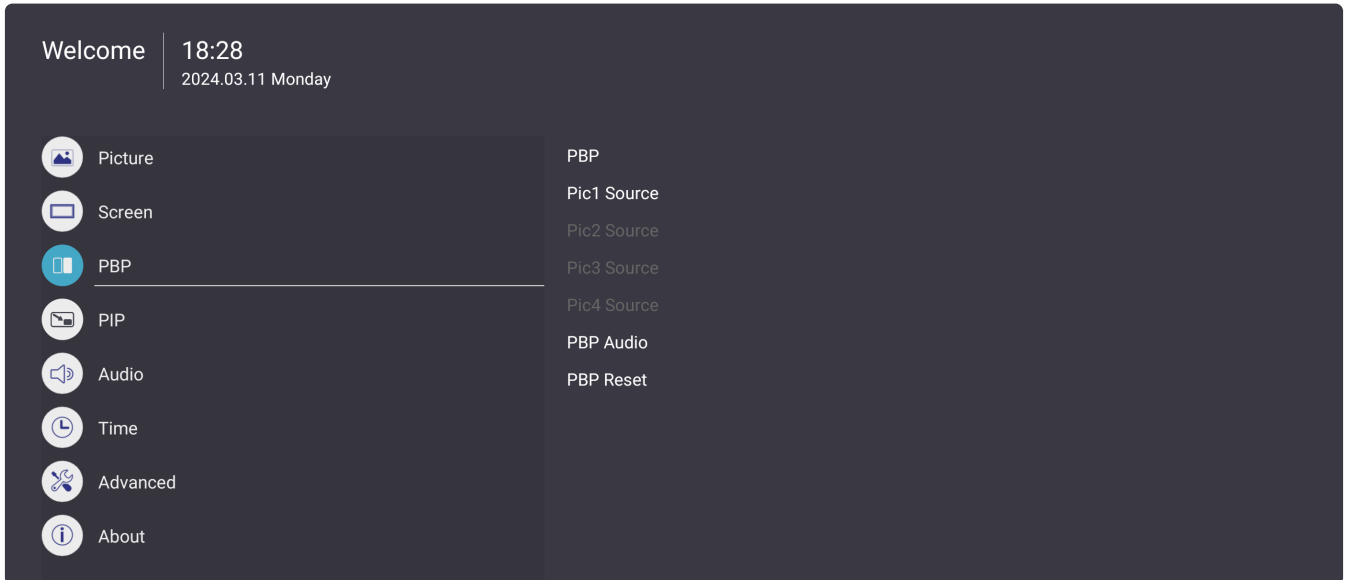 Welcome
18:28
2024.03.11 Monday
Picture
Screen
PBP
PIP
Audio
Time
Advanced
About
PBP
Pic1 Source
Pic2 Source
Pic3 Source
Pic4 Source
PBP Audio
PBP Reset